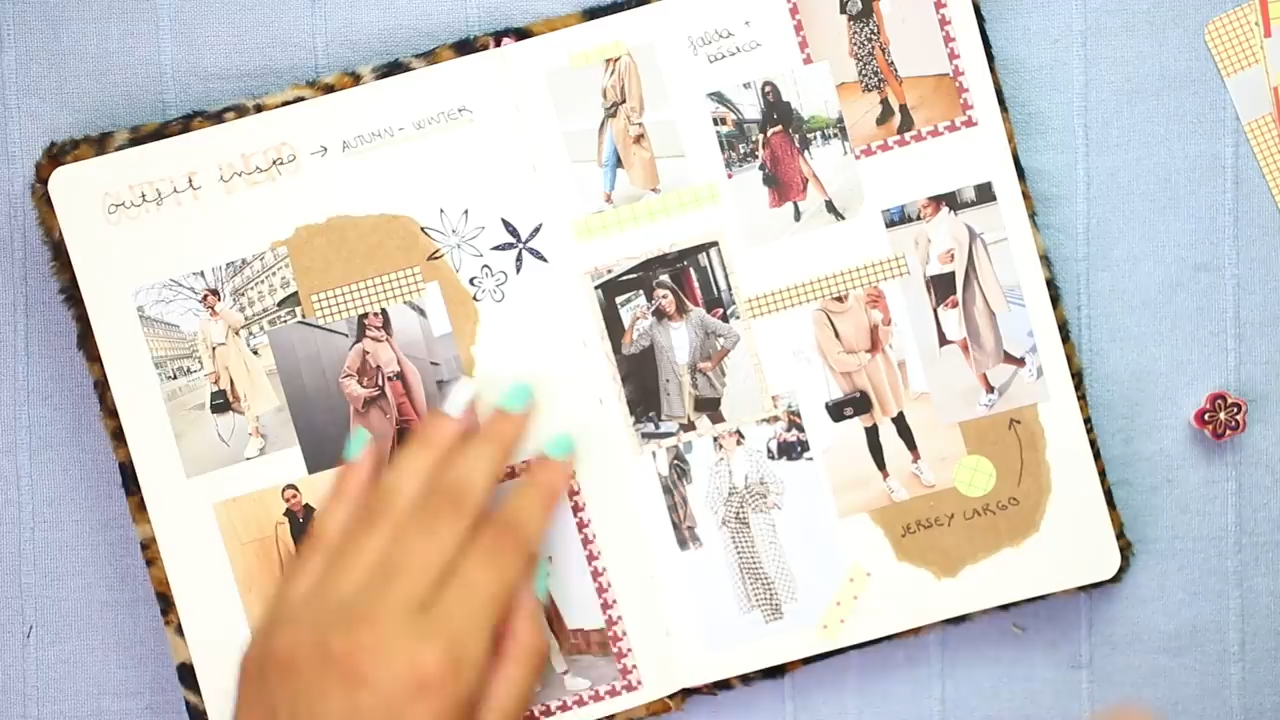 outfit inspo → AUTUMN - WINTER
falda +
básica
JERSEY LARGO